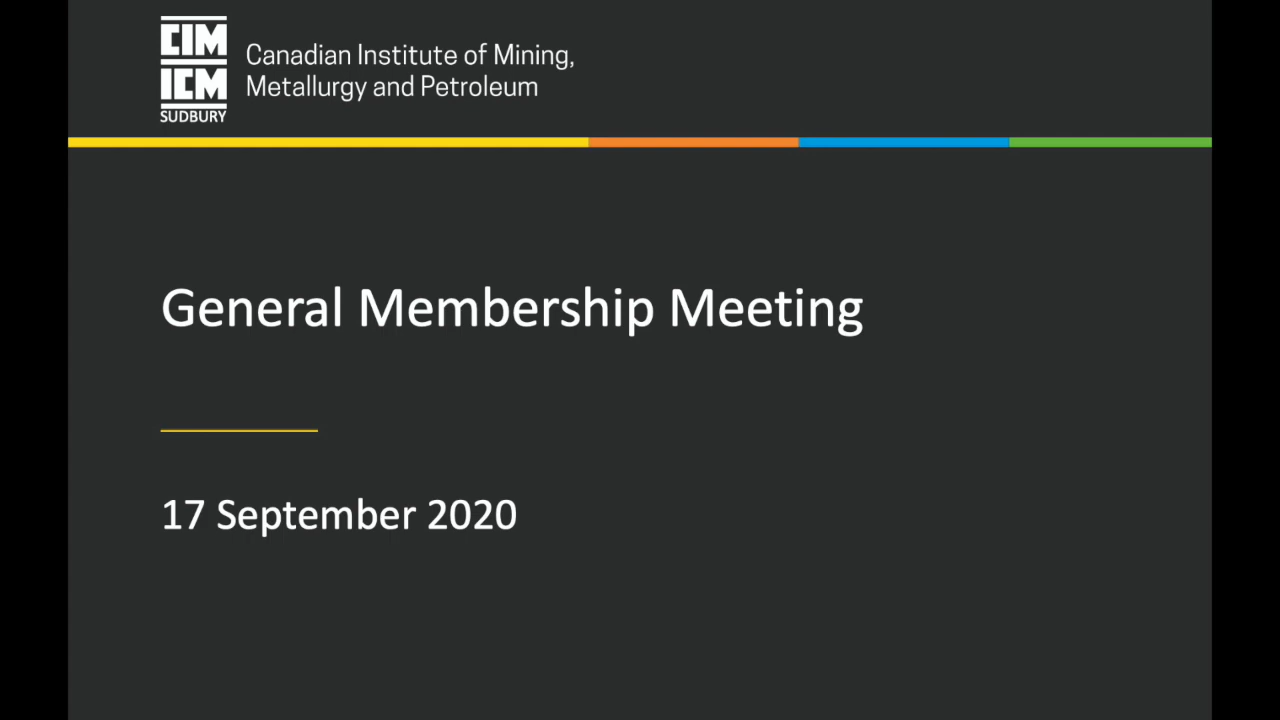 CIM
ICM
SUDBURY
Canadian Institute of Mining,
Metallurgy and Petroleum
General Membership Meeting
17 September 2020